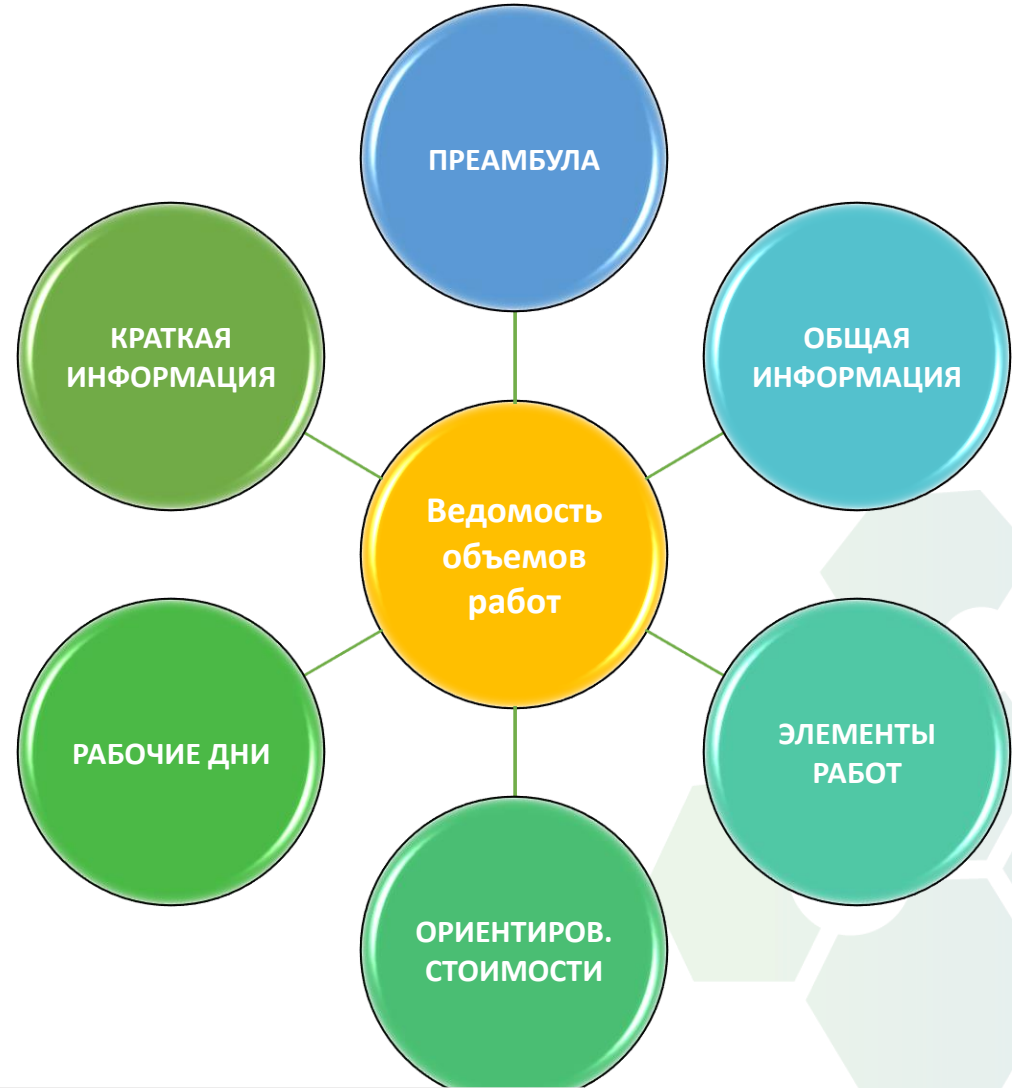 ПРЕАМБУЛА
КРАТКАЯ
ИНФОРМАЦИЯ
ОБЩАЯ
ИНФОРМАЦИЯ
Ведомость
объемов
работ
РАБОЧИЕ ДНИ
ЭЛЕМЕНТЫ
РАБОТ
ОРИЕНТИРОВ.
СТОИМОСТИ